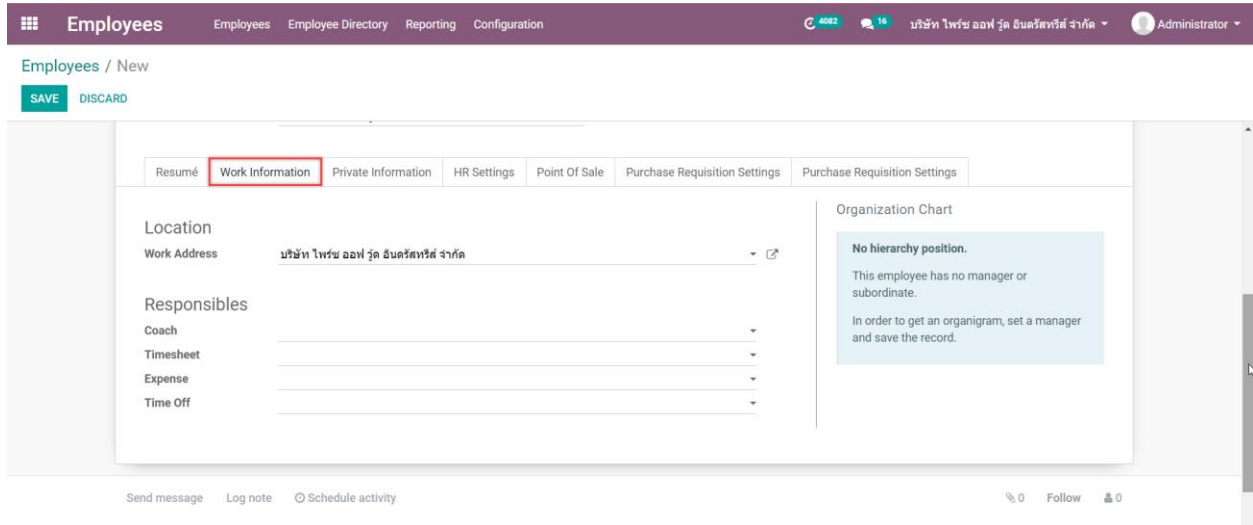 Employees Employees Employee Directory Reporting Configuration 4082 16 บริษัท ไพร์ซ ออฟ วู้ด อินดรัสทรีส์ จำกัด Administrator
Employees / New
SAVE DISCARD
Resumé Work Information Private Information HR Settings Point Of Sale Purchase Requisition Settings Purchase Requisition Settings
Organization Chart
Location
Work Address บริษัท ไพร์ซ ออฟ วู้ด อินดรัสทรีส์ จำกัด
No hierarchy position.
This employee has no manager or
subordinate.
In order to get an organigram, set a manager
and save the record.
Responsibles
Coach
Timesheet
Expense
Time Off
Send message Log note Schedule activity 0 Follow 0